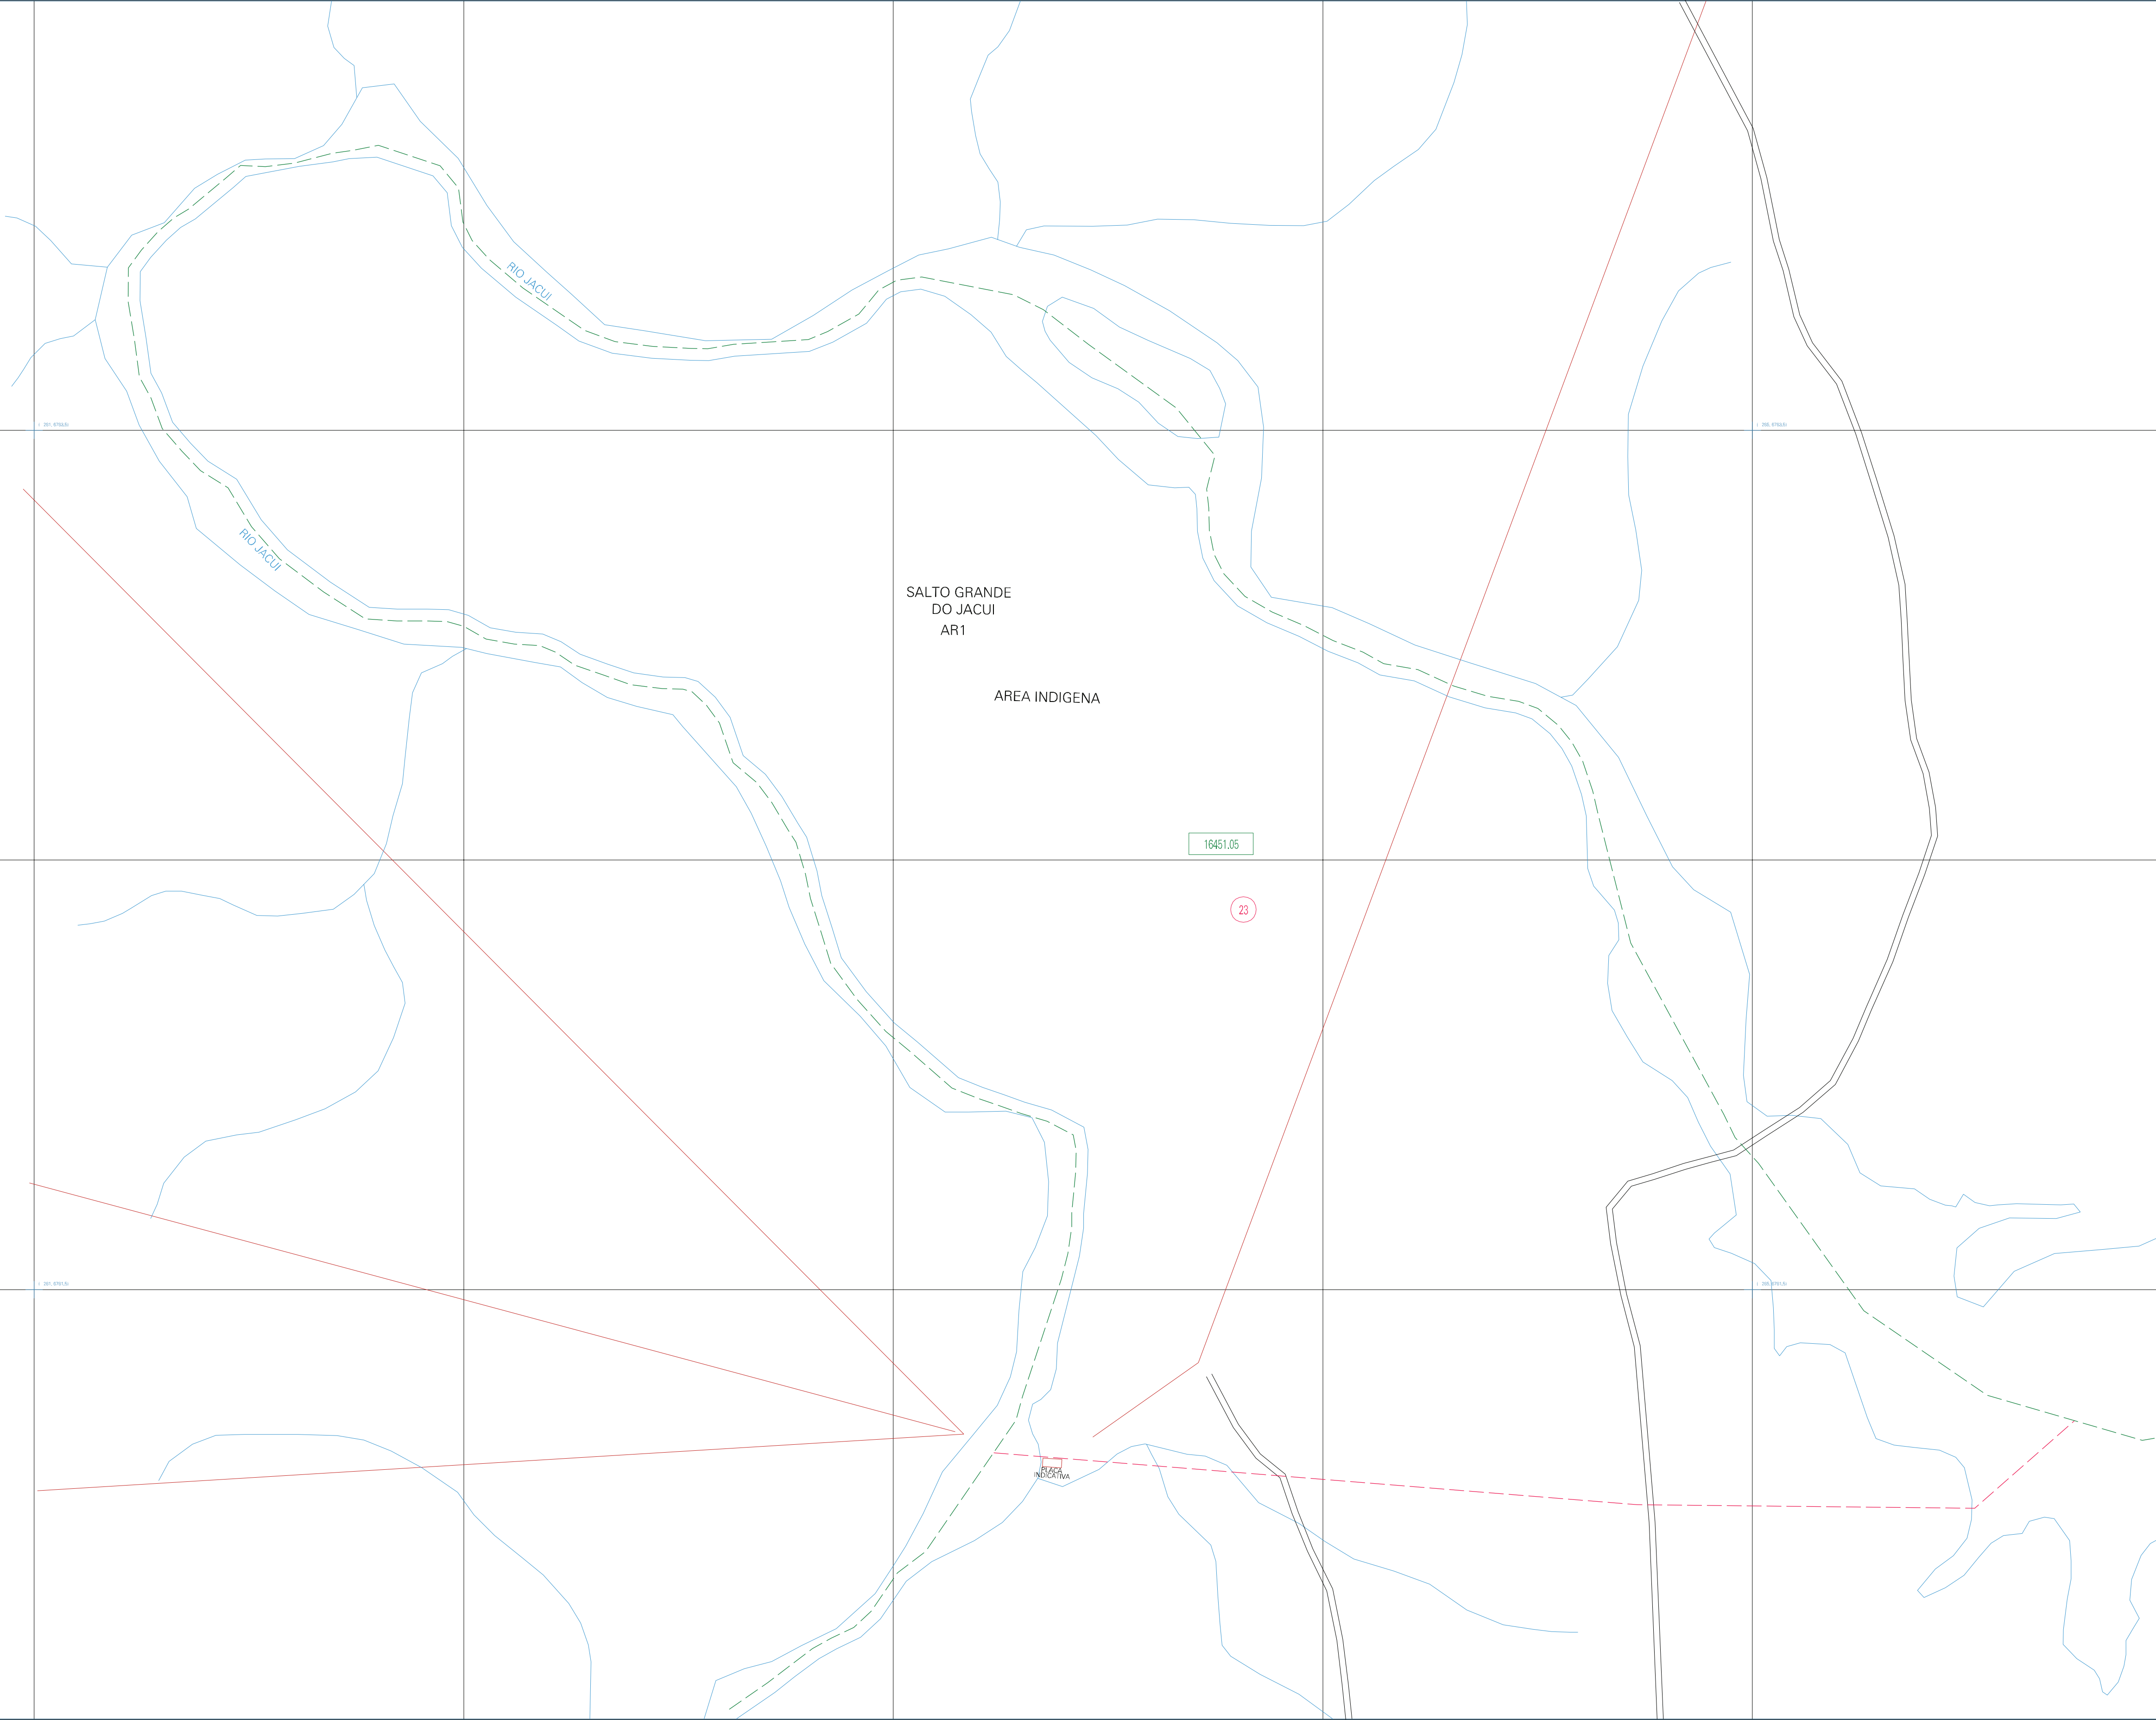 RIO JACUI
RIO JACUI
SALTO GRANDE
DO JACUI
AR1
AREA INDIGENA
16451.05
23
PLACA
INDICATIVA